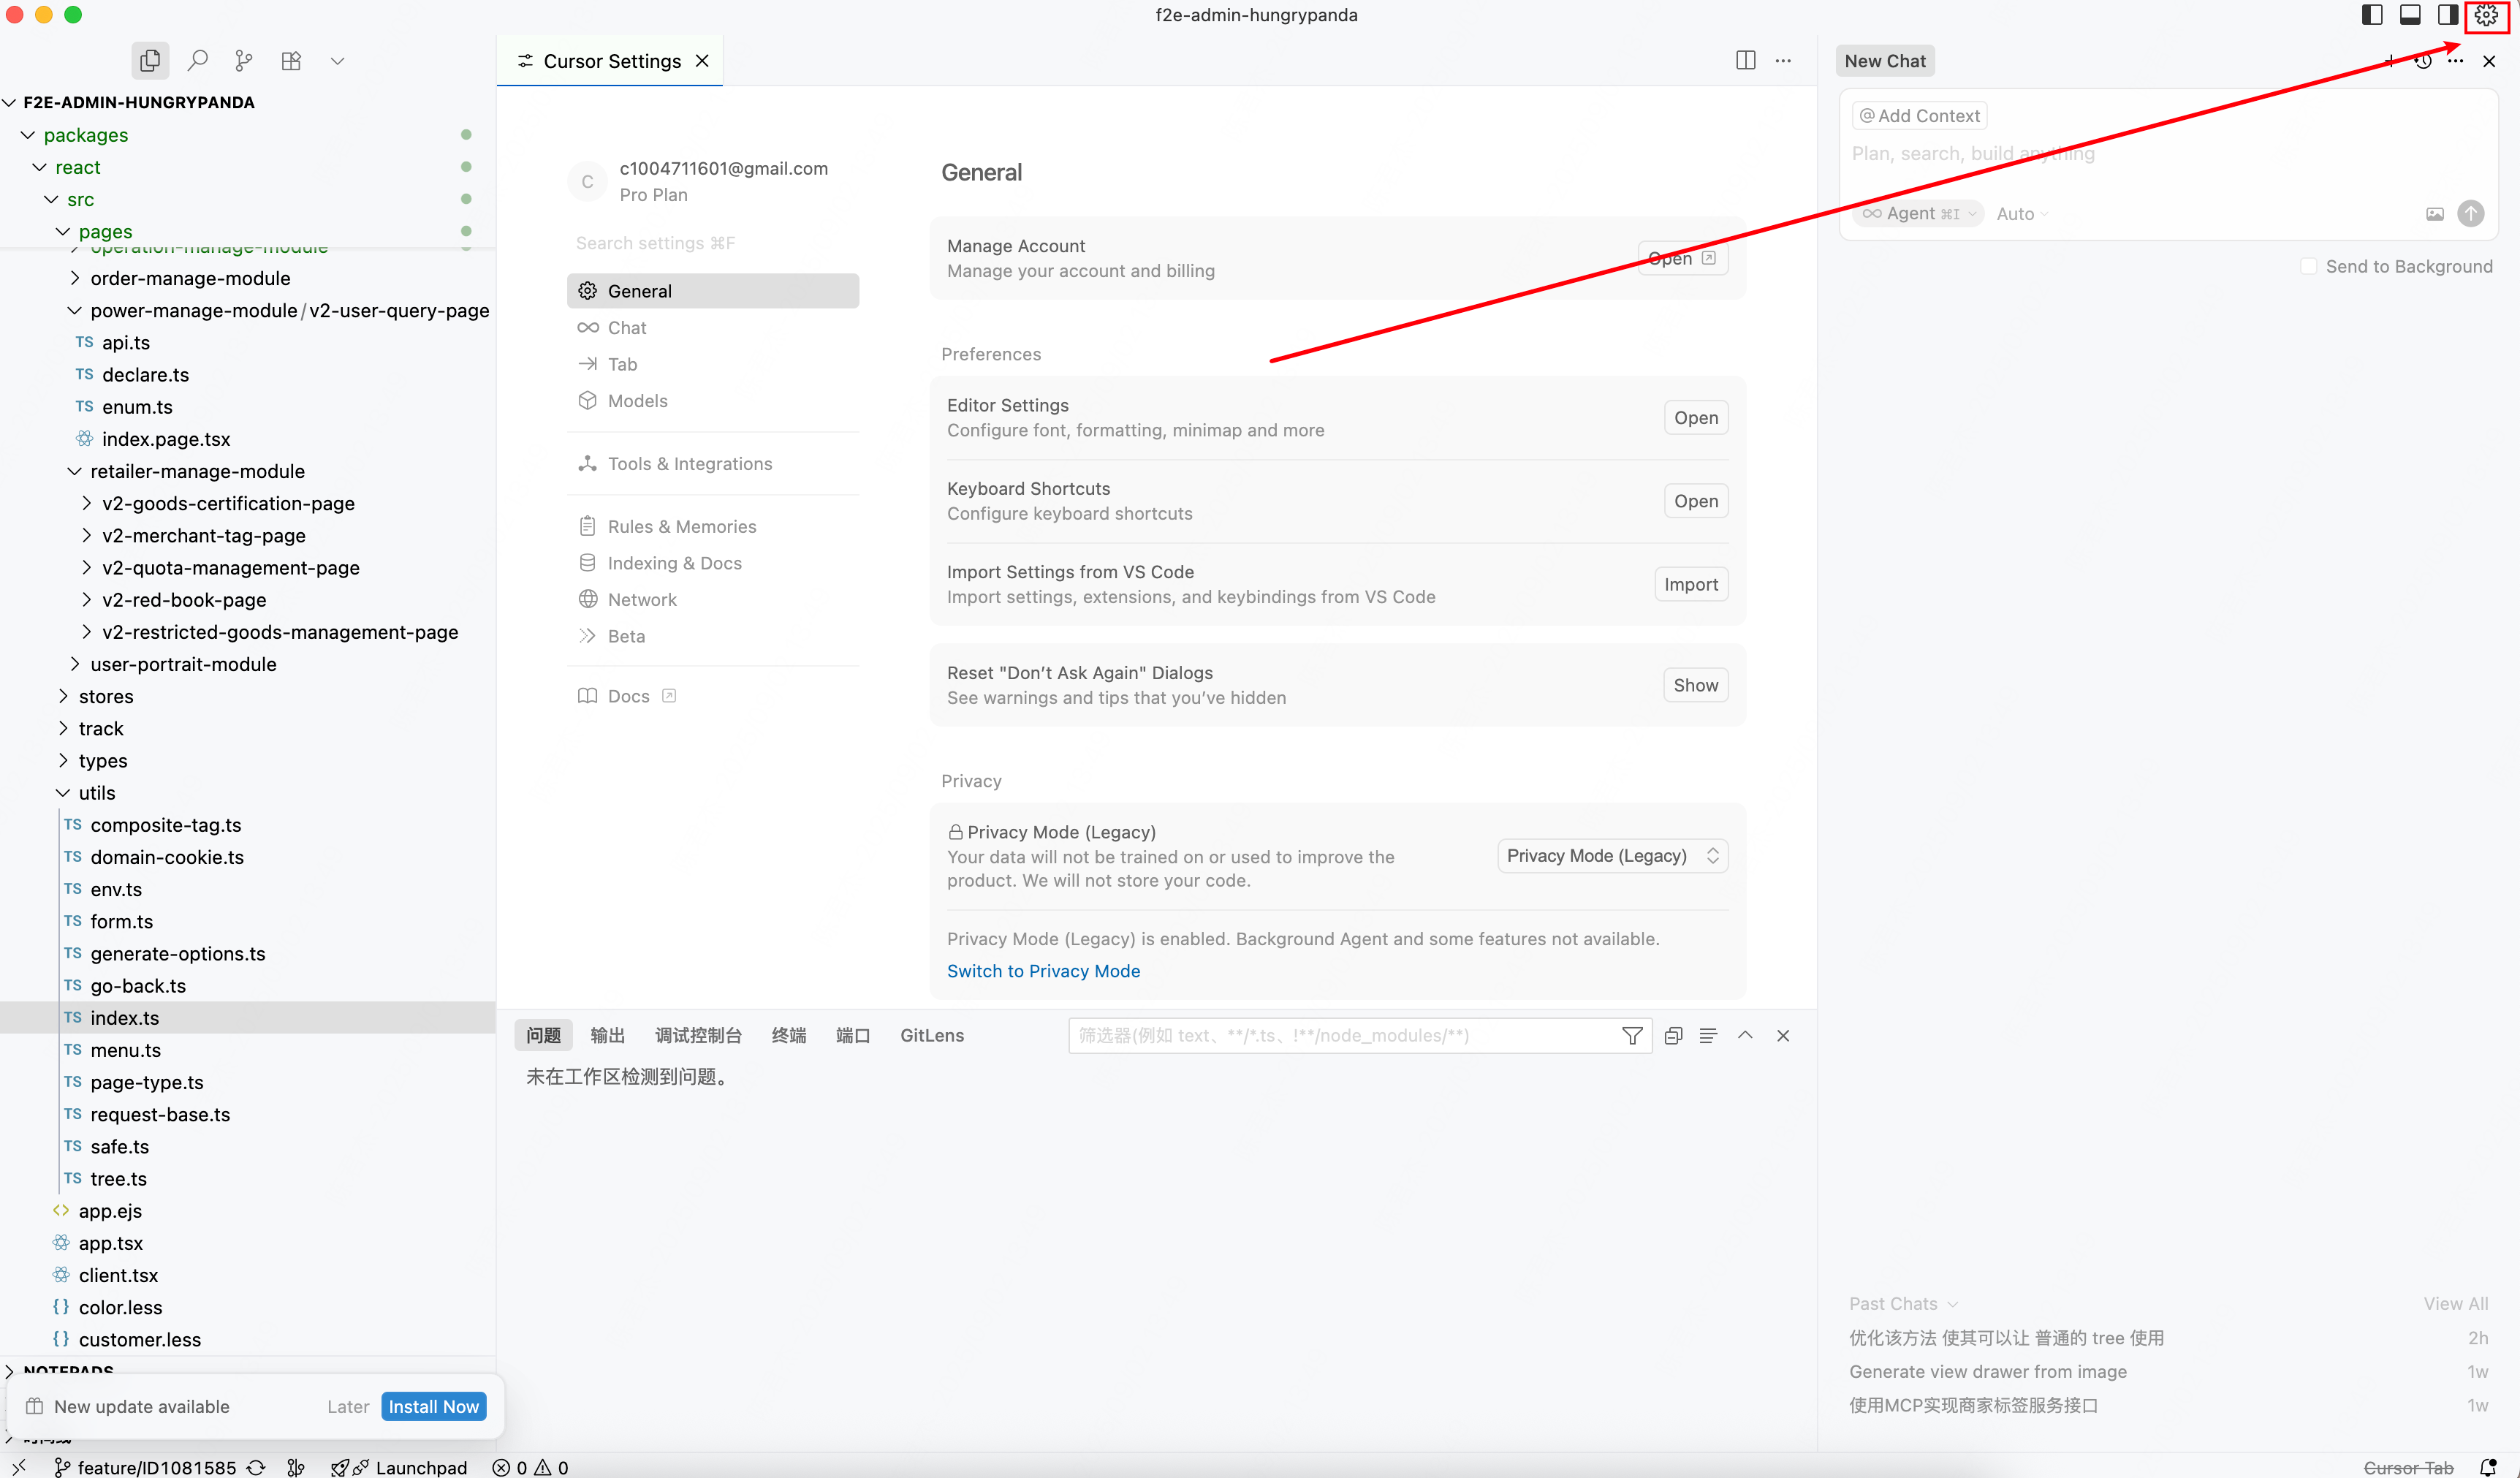 f2e-admin-hungrypanda
F2E-ADMIN-HUNGRYPANDA
packages
react
src
pages
operation-manage-module
order-manage-module
power-manage-module/v2-user-query-page
TS api.ts
TS declare.ts
TS enum.ts
index.page.tsx
retailer-manage-module
v2-goods-certification-page
v2-merchant-tag-page
v2-quota-management-page
v2-red-book-page
v2-restricted-goods-management-page
user-portrait-module
stores
track
types
utils
TS composite-tag.ts
TS domain-cookie.ts
TS env.ts
TS form.ts
TS generate-options.ts
TS go-back.ts
TS index.ts
TS menu.ts
TS page-type.ts
TS request-base.ts
TS safe.ts
TS tree.ts
<> app.ejs
app.tsx
client.tsx
{} color.less
{} customer.less
NOTEPADS
New update available Later Install Now
时间线
Cursor Settings
C
c1004711601@gmail.com
Pro Plan
Search settings ⌘F
General
Chat
Tab
Models
Tools & Integrations
Rules & Memories
Indexing & Docs
Network
Beta
Docs
General
Manage Account
Manage your account and billing
Open
Preferences
Editor Settings
Configure font, formatting, minimap and more
Open
Keyboard Shortcuts
Configure keyboard shortcuts
Open
Import Settings from VS Code
Import settings, extensions, and keybindings from VS Code
Import
Reset "Don’t Ask Again" Dialogs
See warnings and tips that you’ve hidden
Show
Privacy
Privacy Mode (Legacy)
Your data will not be trained on or used to improve the
product. We will not store your code.
Privacy Mode (Legacy)
Privacy Mode (Legacy) is enabled. Background Agent and some features not available.
Switch to Privacy Mode
问题 输出 调试控制台 终端 端口 GitLens
筛选器(例如 text、**/*.ts、!**/node_modules/**)
未在工作区检测到问题。
New Chat
@ Add Context
Plan, search, build anything
Agent ⌘I Auto
Send to Background
Past Chats View All
优化该方法 使其可以让 普通的 tree 使用 2h
Generate view drawer from image 1w
使用MCP实现商家标签服务接口 1w
feature/ID1081585 Launchpad 0 0
Cursor Tab